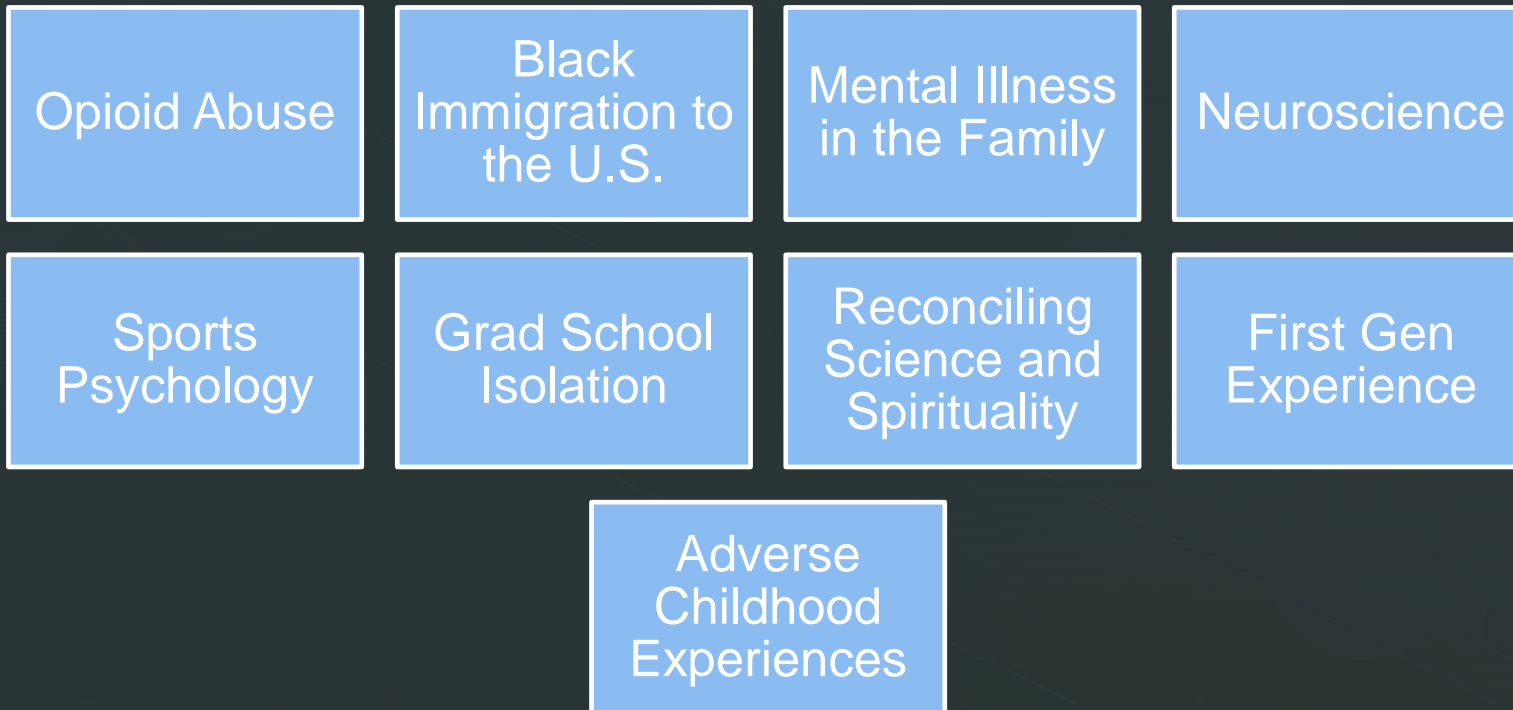 Opioid Abuse
Black
Immigration to
the U.S.
Mental Illness
in the Family
Neuroscience
Sports
Psychology
Grad School
Isolation
Reconciling
Science and
Spirituality
First Gen
Experience
Adverse
Childhood
Experiences